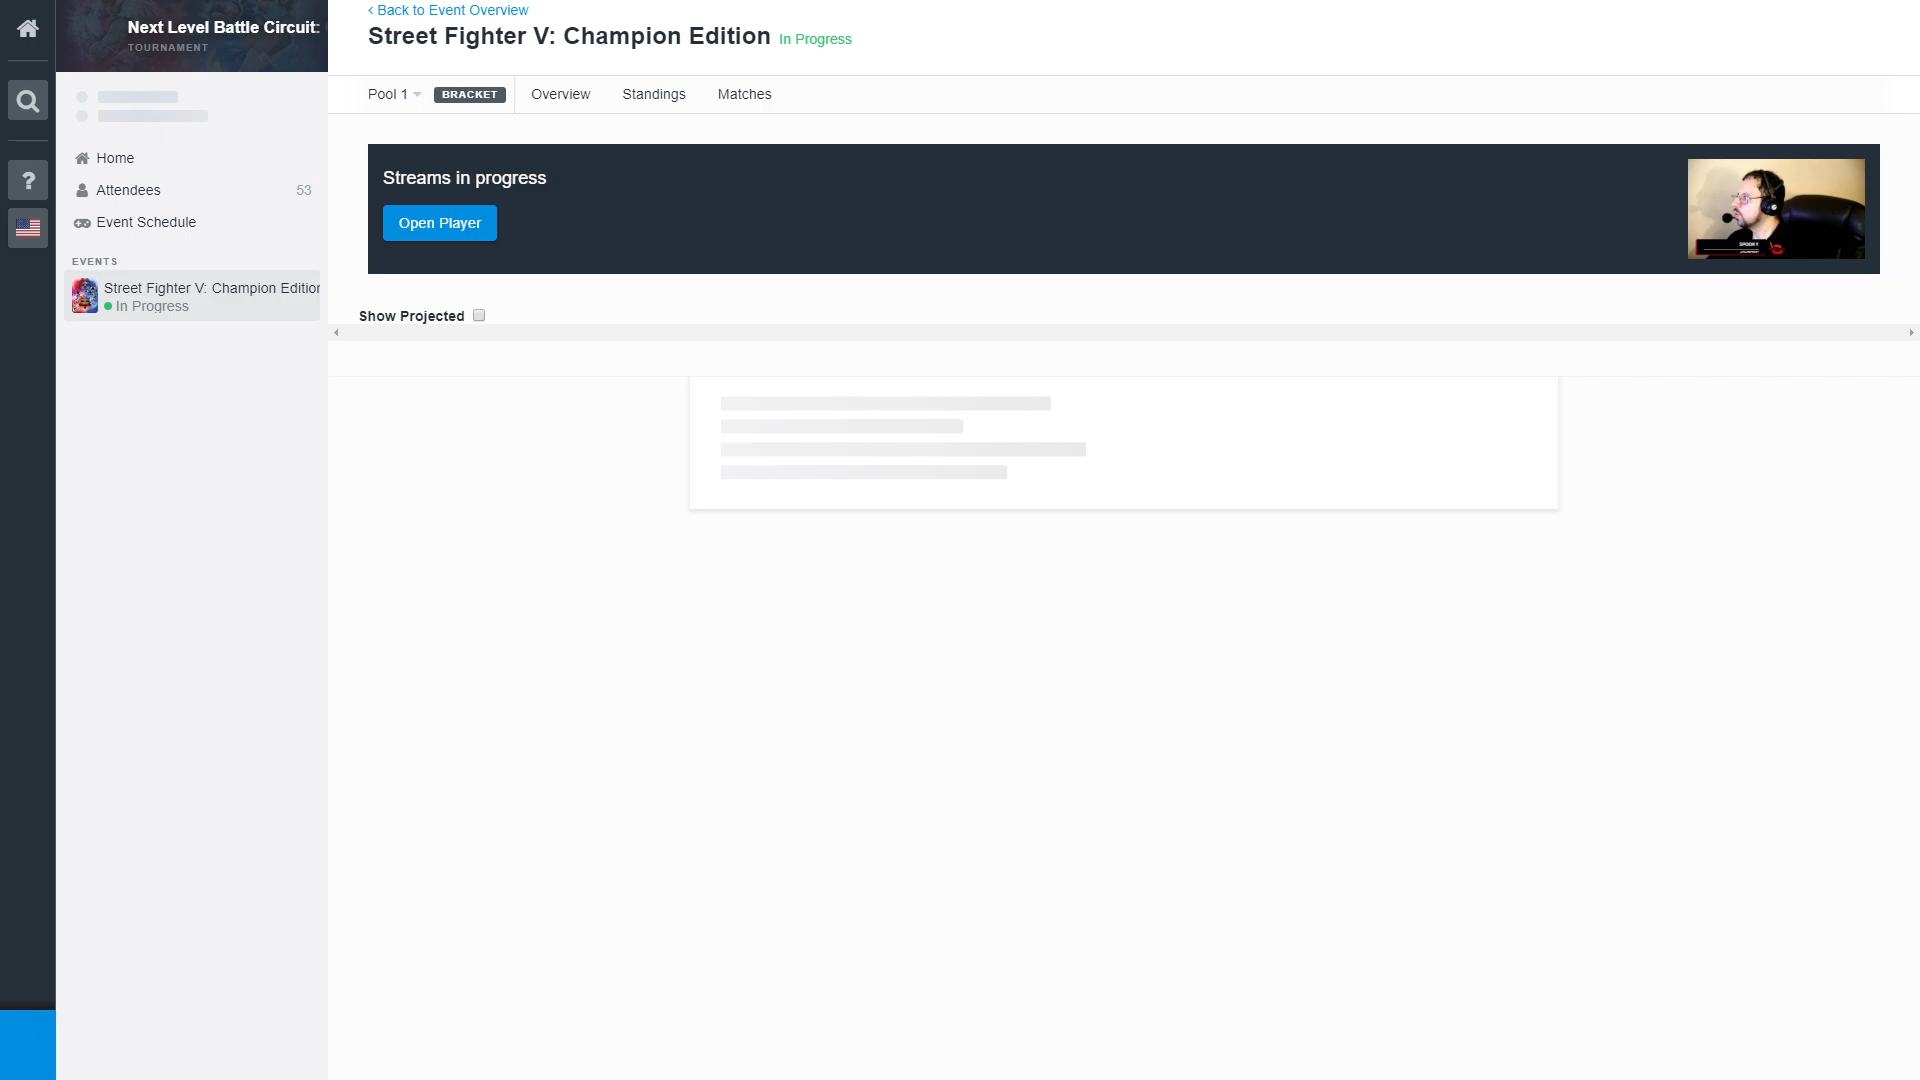 Next Level Battle Circuit:
TOURNAMENT
Home
Attendees 53
Event Schedule
EVENTS
Street Fighter V: Champion Edition
In Progress
‹ Back to Event Overview
Street Fighter V: Champion Edition In Progress
Pool 1 BRACKET Overview Standings Matches
Streams in progress
Open Player
SPOOKY
Show Projected